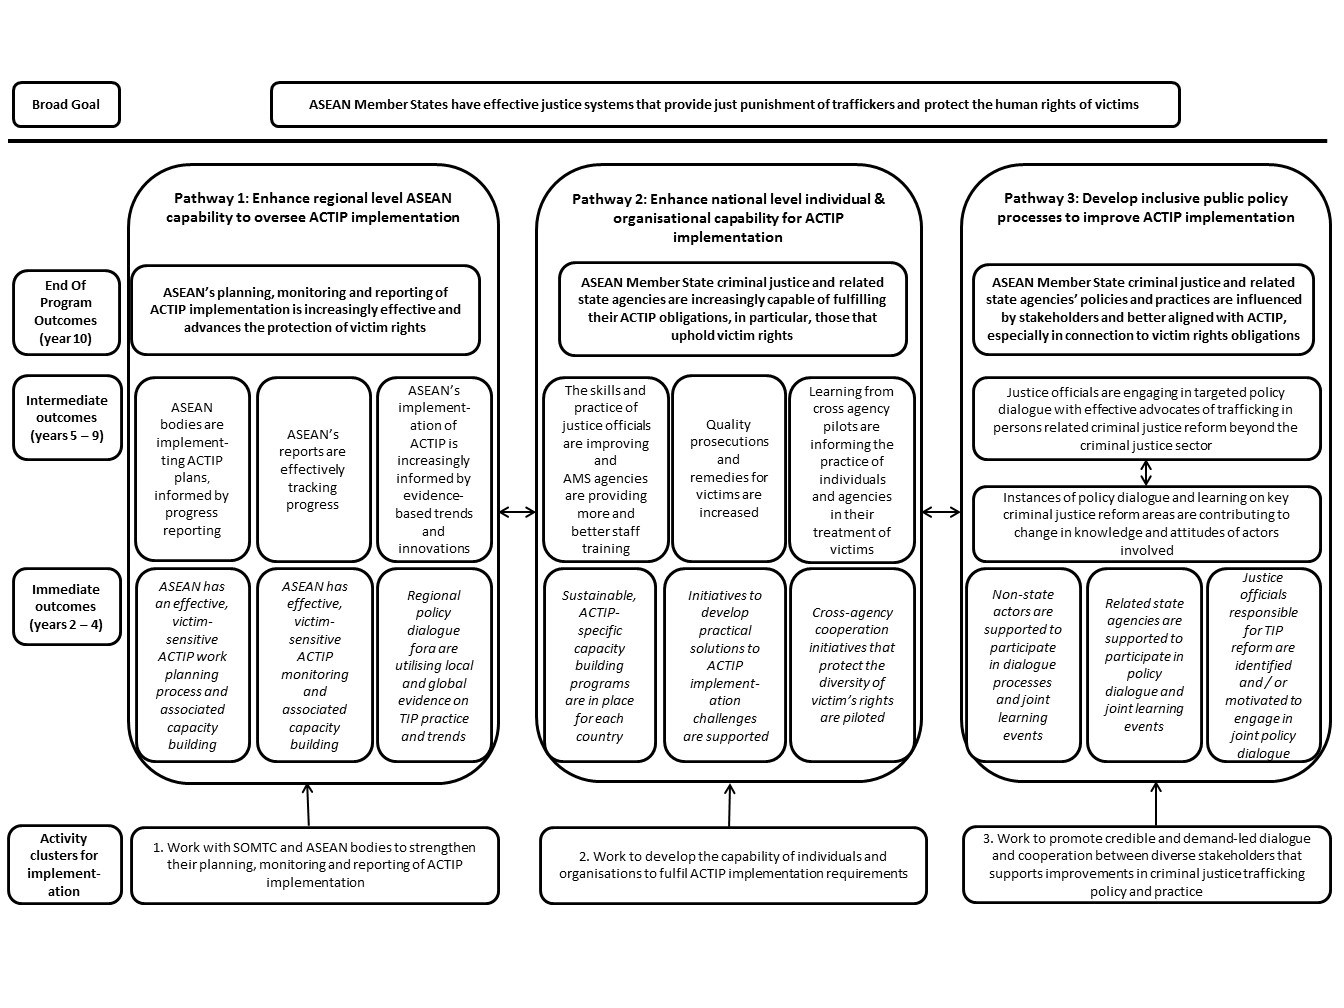 Broad Goal
ASEAN Member States have effective justice systems that provide just punishment of traffickers and protect the human rights of victims
Pathway 1: Enhance regional level ASEAN
capability to oversee ACTIP implementation
Pathway 2: Enhance national level individual &
organisational capability for ACTIP
implementation
Pathway 3: Develop inclusive public policy
processes to improve ACTIP implementation
End Of
Program
Outcomes
(year 10)
ASEAN's planning, monitoring and reporting of
ACTIP implementation is increasingly effective and
advances the protection of victim rights
ASEAN Member State criminal justice and related
state agencies are increasingly capable of fulfilling
their ACTIP obligations, in particular, those that
uphold victim rights
ASEAN Member State criminal justice and related
state agencies' policies and practices are influenced
by stakeholders and better aligned with ACTIP,
especially in connection to victim rights obligations
Intermediate
outcomes
(years 5 – 9)
ASEAN
bodies are
implemen-
ting ACTIP
plans,
informed by
progress
reporting
ASEAN's
reports are
effectively
tracking
progress
ASEAN's
implement-
ation of
ACTIP is
increasingly
informed by
evidence-
based trends
and
innovations
The skills and
practice of
justice officials
are improving
and
AMS agencies
are providing
more and
better staff
training
Quality
prosecutions
and
remedies for
victims are
increased
Learning from
cross agency
pilots are
informing the
practice of
individuals
and agencies
in their
treatment of
victims
Justice officials are engaging in targeted policy
dialogue with effective advocates of trafficking in
persons related criminal justice reform beyond the
criminal justice sector
Instances of policy dialogue and learning on key
criminal justice reform areas are contributing to
change in knowledge and attitudes of actors
involved
Immediate
outcomes
(years 2 – 4)
ASEAN has
an effective,
victim-
sensitive
ACTIP work
planning
process and
associated
capacity
building
ASEAN has
effective,
victim-
sensitive
ACTIP
monitoring
and
associated
capacity
building
Regional
policy
dialogue
fora are
utilising local
and global
evidence on
TIP practice
and trends
Sustainable,
ACTIP-
specific
capacity
building
programs
are in place
for each
country
Initiatives to
develop
practical
solutions to
ACTIP
implement-
ation
challenges
are supported
Cross-agency
cooperation
initiatives that
protect the
diversity of
victim's rights
are piloted
Non-state
actors are
supported to
participate
in dialogue
processes
and joint
learning
events
Related state
agencies are
supported to
participate in
policy
dialogue and
joint learning
events
Justice
officials
responsible
for TIP
reform are
identified
and / or
motivated to
engage in
joint policy
dialogue
Activity
clusters for
implement-
ation
1. Work with SOMTC and ASEAN bodies to strengthen
their planning, monitoring and reporting of ACTIP
implementation
2. Work to develop the capability of individuals and
organisations to fulfil ACTIP implementation requirements
3. Work to promote credible and demand-led dialogue
and cooperation between diverse stakeholders that
supports improvements in criminal justice trafficking
policy and practice